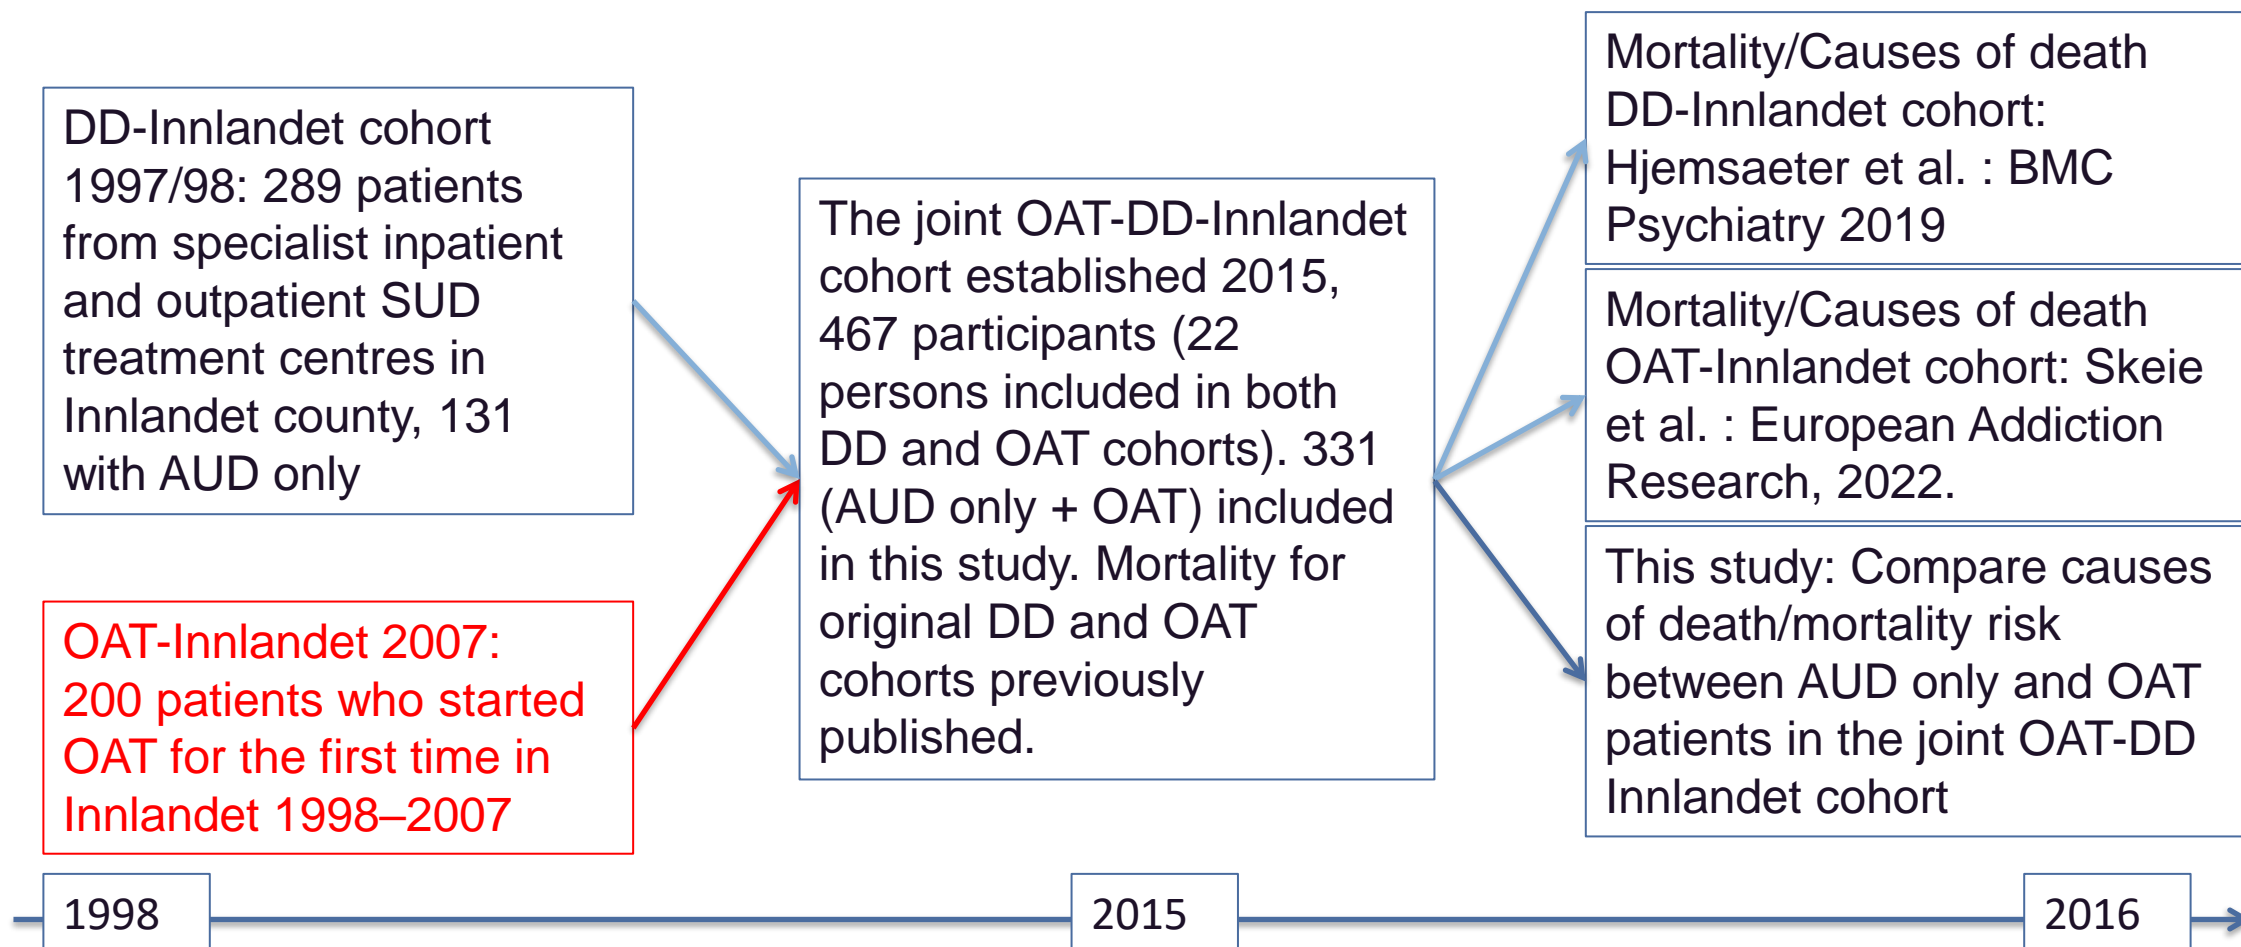 DD-Innlandet cohort
1997/98: 289 patients
from specialist inpatient
and outpatient SUD
treatment centres in
Innlandet county, 131
with AUD only
OAT-Innlandet 2007:
200 patients who started
OAT for the first time in
Innlandet 1998–2007
The joint OAT-DD-Innlandet
cohort established 2015,
467 participants (22
persons included in both
DD and OAT cohorts). 331
(AUD only + OAT) included
in this study. Mortality for
original DD and OAT
cohorts previously
published.
Mortality/Causes of death
DD-Innlandet cohort:
Hjemsaeter et al. : BMC
Psychiatry 2019
Mortality/Causes of death
OAT-Innlandet cohort: Skeie
et al. : European Addiction
Research, 2022.
This study: Compare causes
of death/mortality risk
between AUD only and OAT
patients in the joint OAT-DD
Innlandet cohort
1998
2015
2016